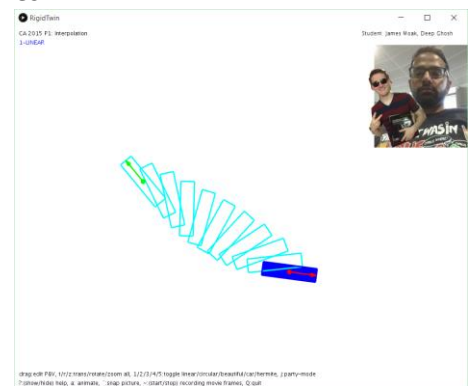 RigidTwin
CA 2015 P1: Interpolation
Student: James Moak, Deep Ghosh
1-LINEAR
drag:edit P&V, t/r/z:trans/rotate/zoom all, 1/2/3/4/5:toggle linear/circular/beautiful/car/hermite, j:party-mode
?:(show/hide) help, a: animate, `:snap picture, ~:(start/stop) recording movie frames, Q:quit